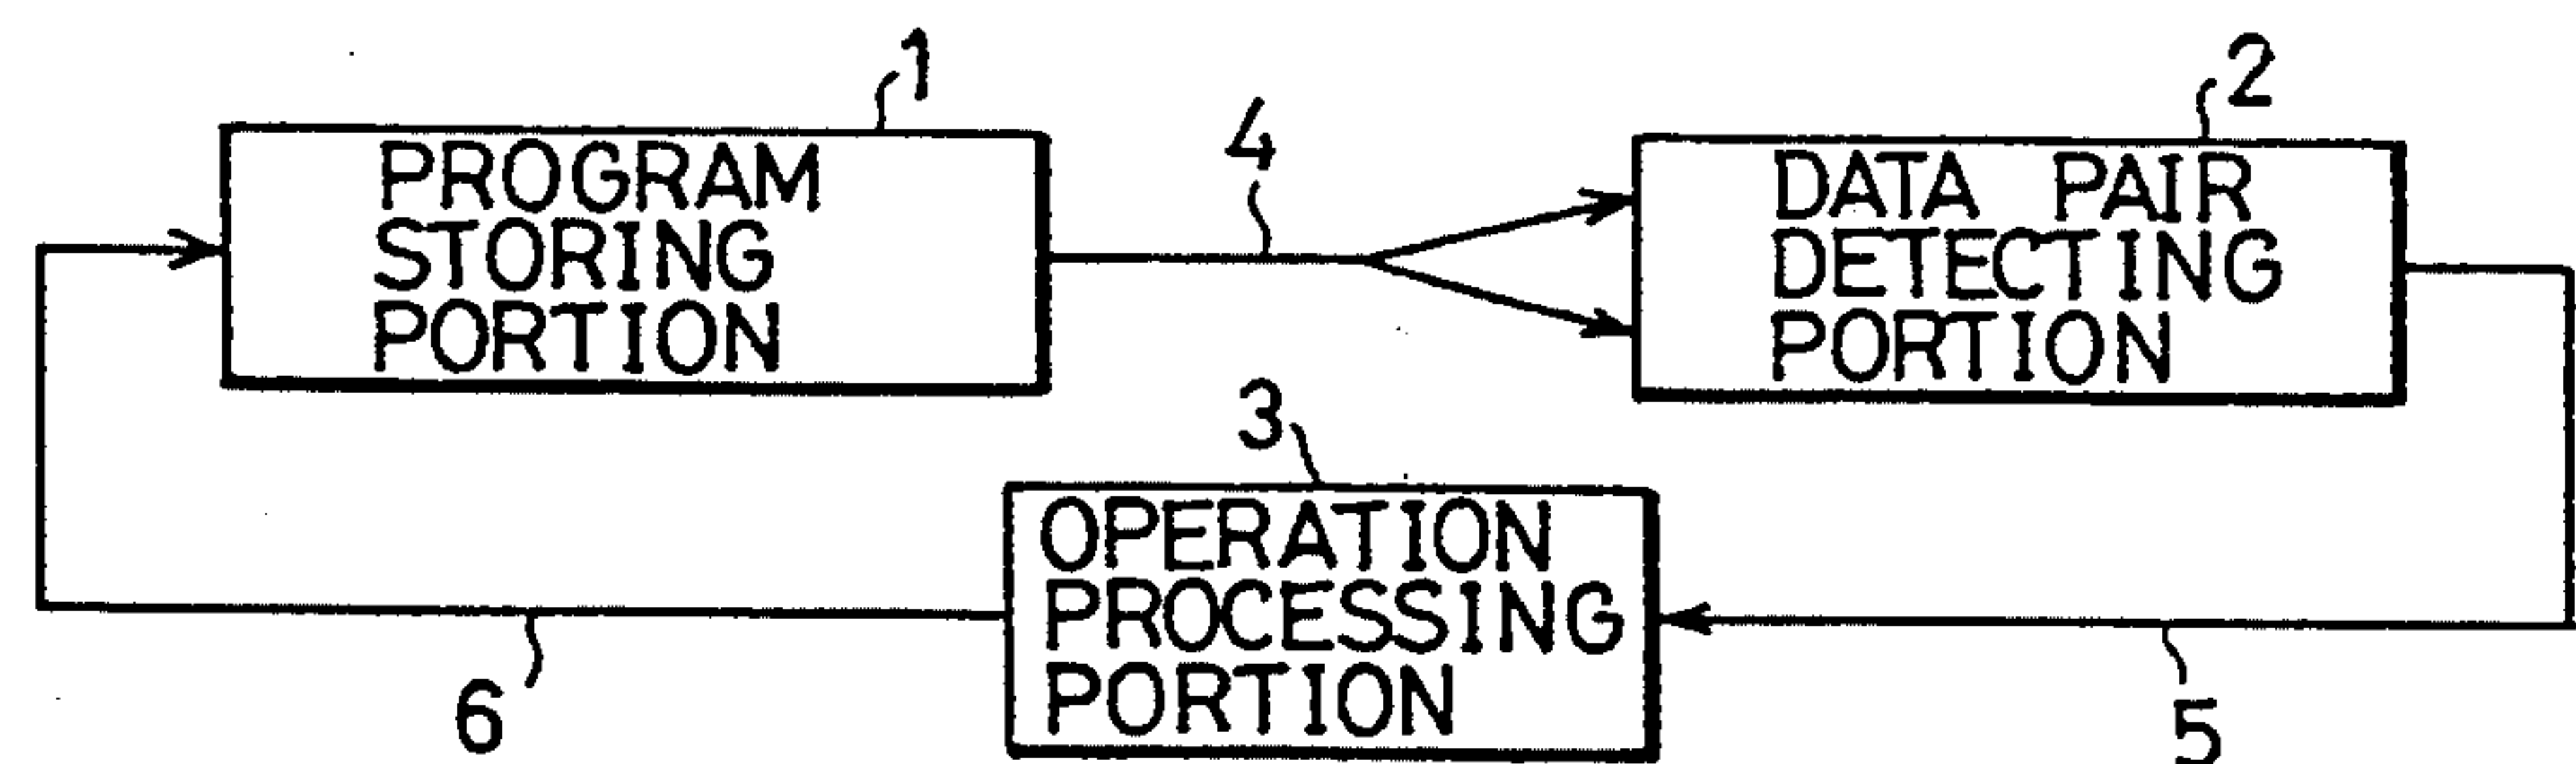 1
PROGRAM
STORING
PORTION
4
2
DATA PAIR
DETECTING
PORTION
3
OPERATION
PROCESSING
PORTION
6
5